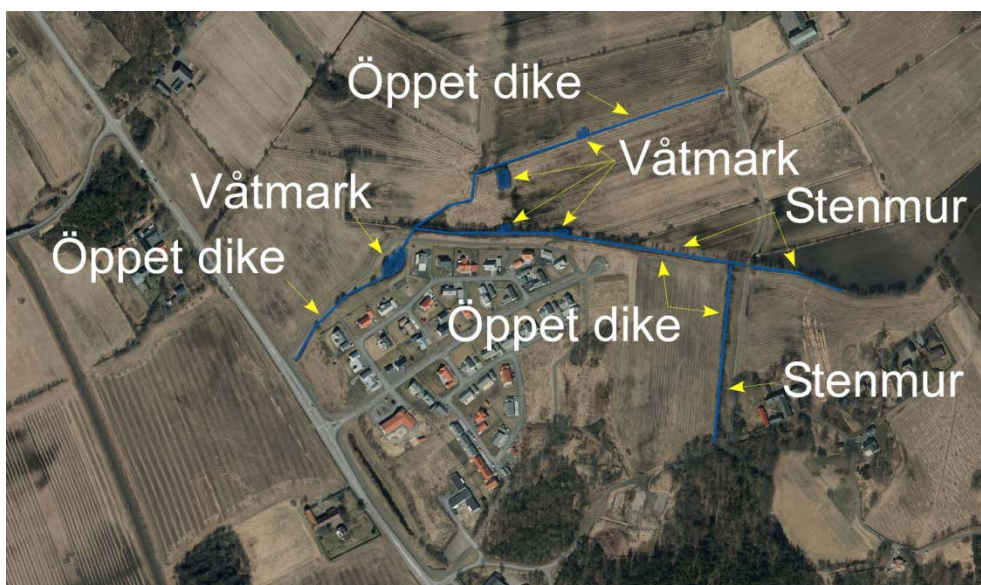 Öppet dike
Våtmark
Våtmark
Stenmur
Öppet dike
Öppet dike
Stenmur